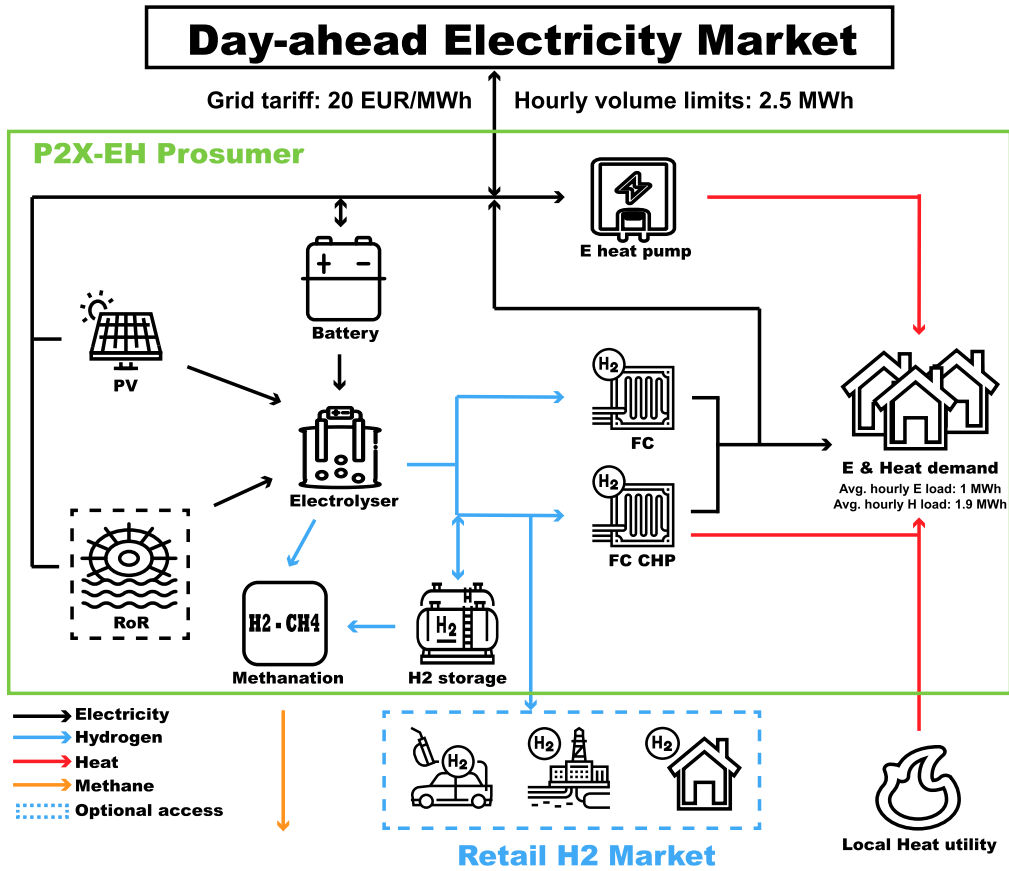 Day-ahead Electricity Market
Grid tariff: 20 EUR/MWh
Hourly volume limits: 2.5 MWh
P2X-EH Prosumer
E heat pump
+ -
Battery
PV
H2
FC
Electrolyser
E & Heat demand
Avg. hourly E load: 1 MWh
Avg. hourly H load: 1.9 MWh
H2
FC CHP
RoR
H2 - CH4
Methanation
H2
H2 storage
Electricity
Hydrogen
Heat
Methane
Optional access
H2
H2
H2
Retail H2 Market
Local Heat utility